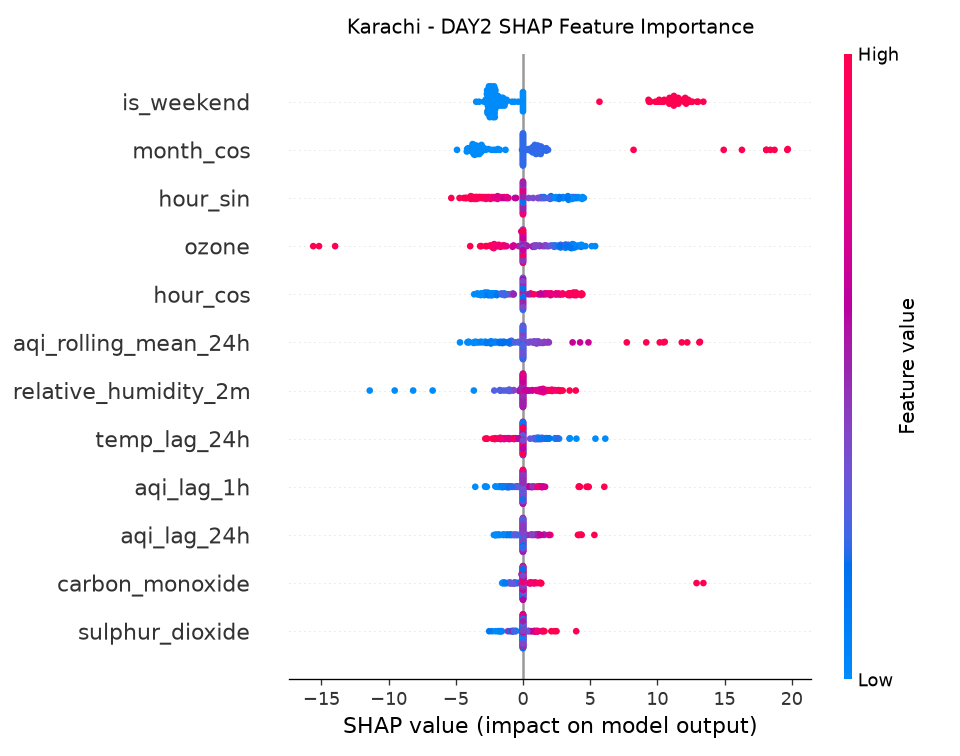 Karachi - DAY2 SHAP Feature Importance
High
is_weekend
month_cos
hour_sin
ozone
hour_cos
aqi_rolling_mean_24h
relative_humidity_2m
temp_lag_24h
aqi_lag_1h
aqi_lag_24h
carbon_monoxide
sulphur_dioxide
Feature value
Low
−15 −10 −5 0 5 10 15 20
SHAP value (impact on model output)